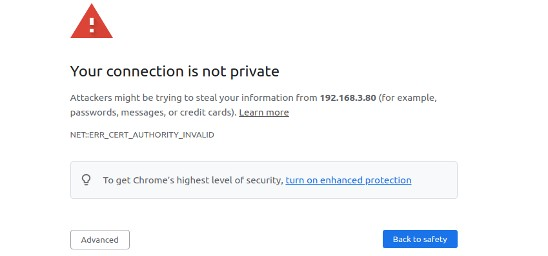 Your connection is not private
Attackers might be trying to steal your information from 192.168.3.80 (for example,
passwords, messages, or credit cards). Learn more
NET::ERR_CERT_AUTHORITY_INVALID
To get Chrome's highest level of security, turn on enhanced protection
Advanced
Back to safety